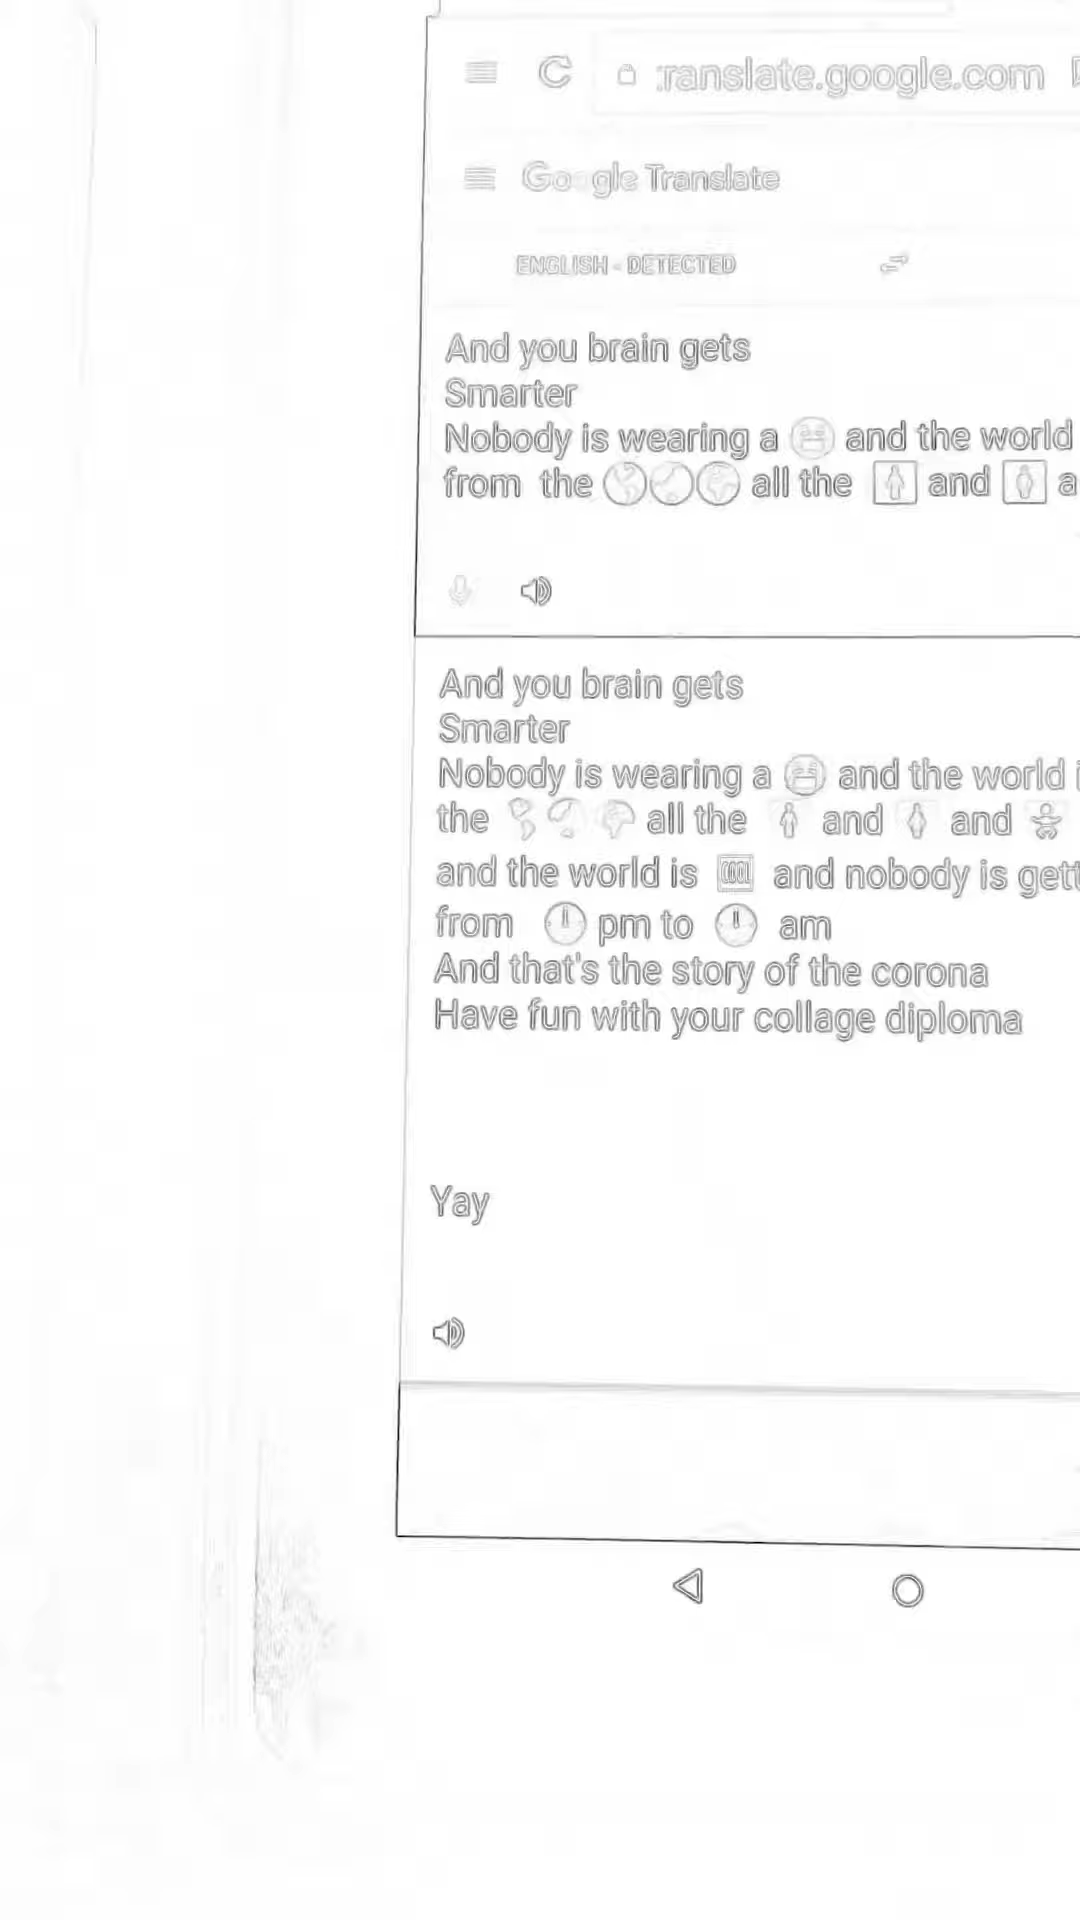 translate.google.com
Google Translate
ENGLISH - DETECTED
And you brain gets
Smarter
Nobody is wearing a 😷 and the world
from the 🌎🌏🌍 all the 🚹 and 🚺 a
And you brain gets
Smarter
Nobody is wearing a 😷 and the world
the 🌎🌏🌍 all the 🚹 and 🚺 and 🚼
and the world is 🆒 and nobody is gett
from 🕛 pm to 🕛 am
And that's the story of the corona
Have fun with your collage diploma
Yay